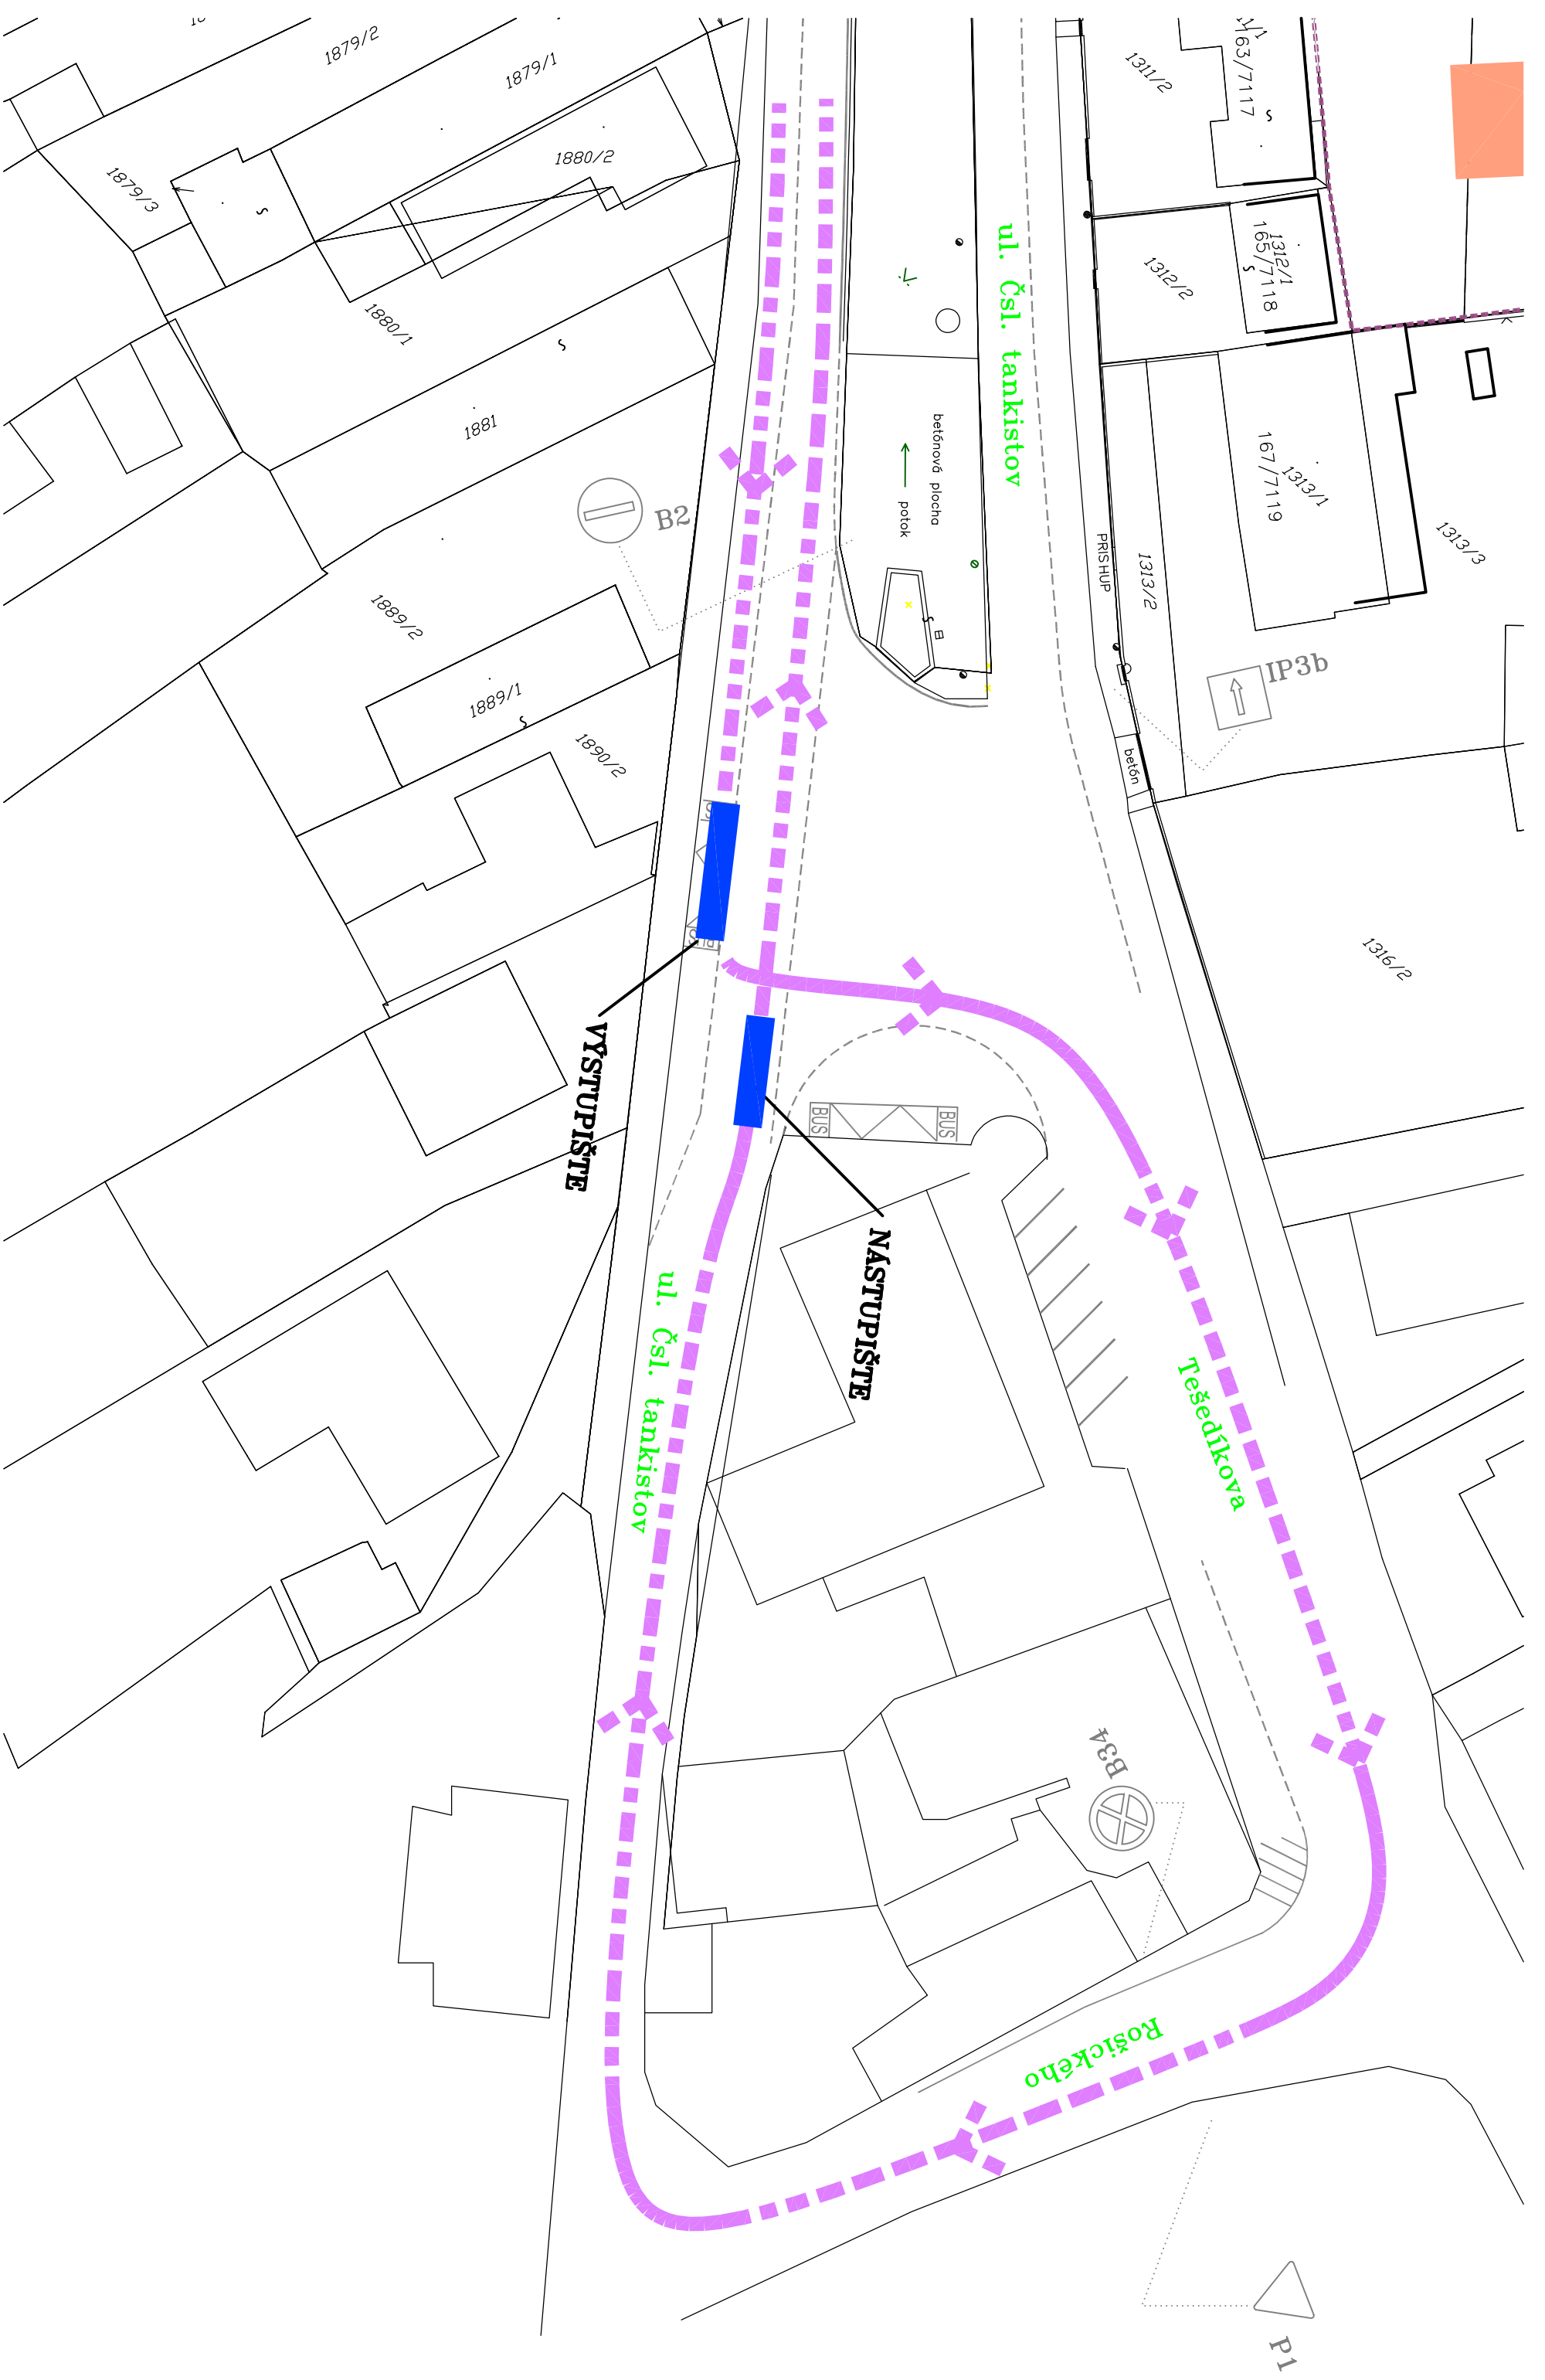 1879/2
1879/1
1311/2
163/7117
1880/2
1879/3
ul. Čsl. tankistov
1312/2
1312/1
165/7118
1880/1
1881
betónová plocha
potok
167/7119
1313/1
1313/3
B2
PRISHUP
1313/2
1889/2
1889/1
IP3b
1890/2
betón
1316/2
VÝSTUPIŠTE
BUS
BUS
NÁSTUPIŠTE
ul. Čsl. tankistov
Tešedíkova
B34
Rošického
P1